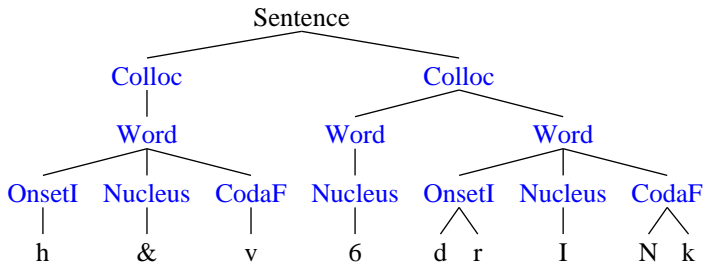 Sentence
Colloc Colloc
Word Word Word
OnsetI Nucleus CodaF Nucleus OnsetI Nucleus CodaF
h & v 6 d r I N k